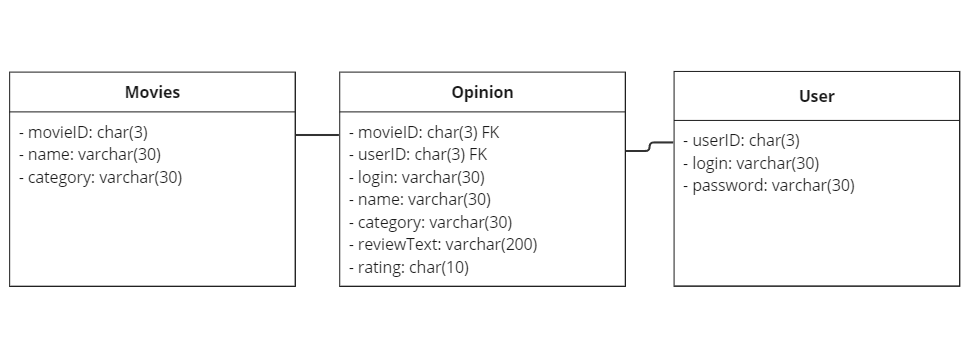 Movies
- movieID: char(3)
- name: varchar(30)
- category: varchar(30)
Opinion
- movieID: char(3) FK
- userID: char(3) FK
- login: varchar(30)
- name: varchar(30)
- category: varchar(30)
- reviewText: varchar(200)
- rating: char(10)
User
- userID: char(3)
- login: varchar(30)
- password: varchar(30)